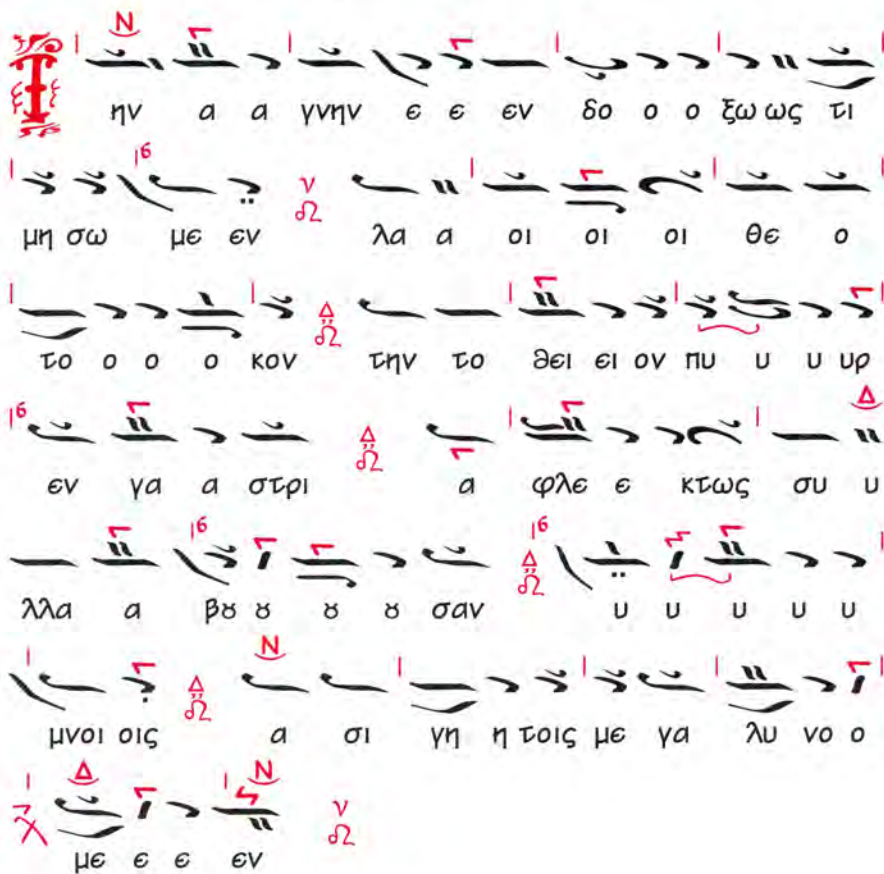 Τ ην α α γνην ε ε εν δο ο ο ξω ως τι
μη σω με εν λα α οι οι οι θε ο
το ο ο ο κον την το θει ει ον πυ υ υ υρ
εν γα α στρι α φλε ε κτως συ υ
λλα α βȣ ȣ ȣ ȣ σαν υ υ υ υ υ
μνοι οις α σι γη η τοις με γα λυ νο ο
με ε ε εν